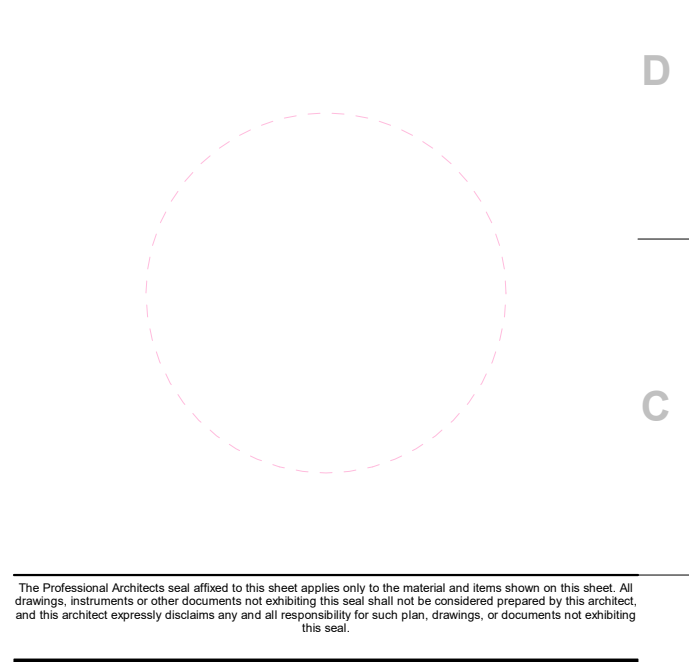 D
C
The Professional Architects seal affixed to this sheet applies only to the material and items shown on this sheet. All
drawings, instruments or other documents not exhibiting this seal shall not be considered prepared by this architect,
and this architect expressly disclaims any and all responsibility for such plan, drawings, or documents not exhibiting
this seal.